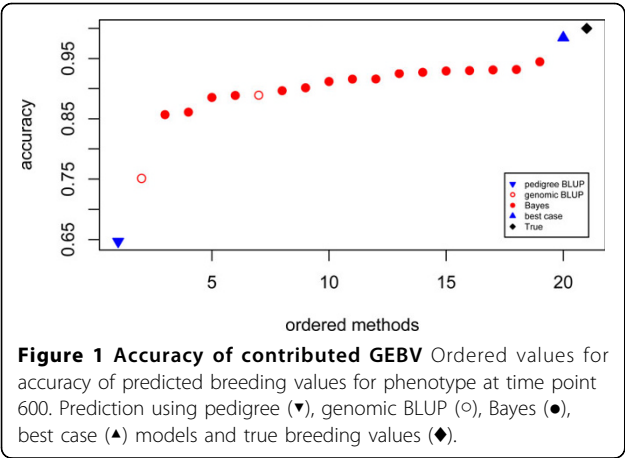 0.95
0.85
0.75
0.65
accuracy
5
10
15
20
ordered methods
▼ pedigree BLUP
○ genomic BLUP
● Bayes
▲ best case
◆ True
Figure 1 Accuracy of contributed GEBV Ordered values for
accuracy of predicted breeding values for phenotype at time point
600. Prediction using pedigree (▼), genomic BLUP (○), Bayes (●),
best case (▲) models and true breeding values (◆).